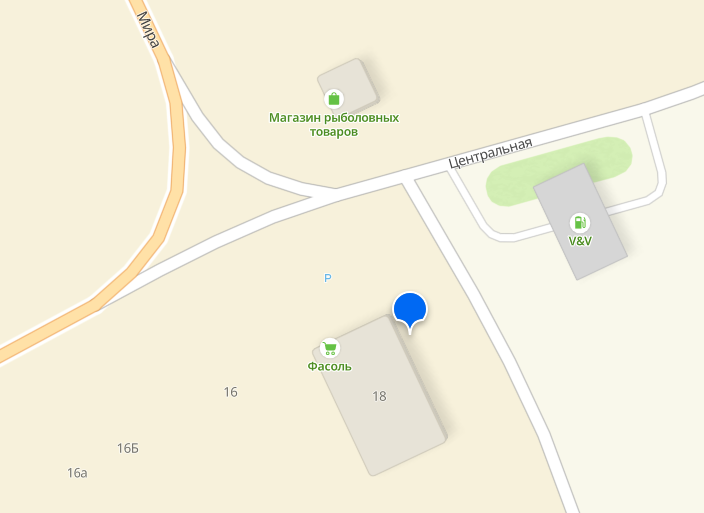 Мира
Магазин рыболовных
товаров
Центральная
V&V
P
Фасоль
16
18
16Б
16а